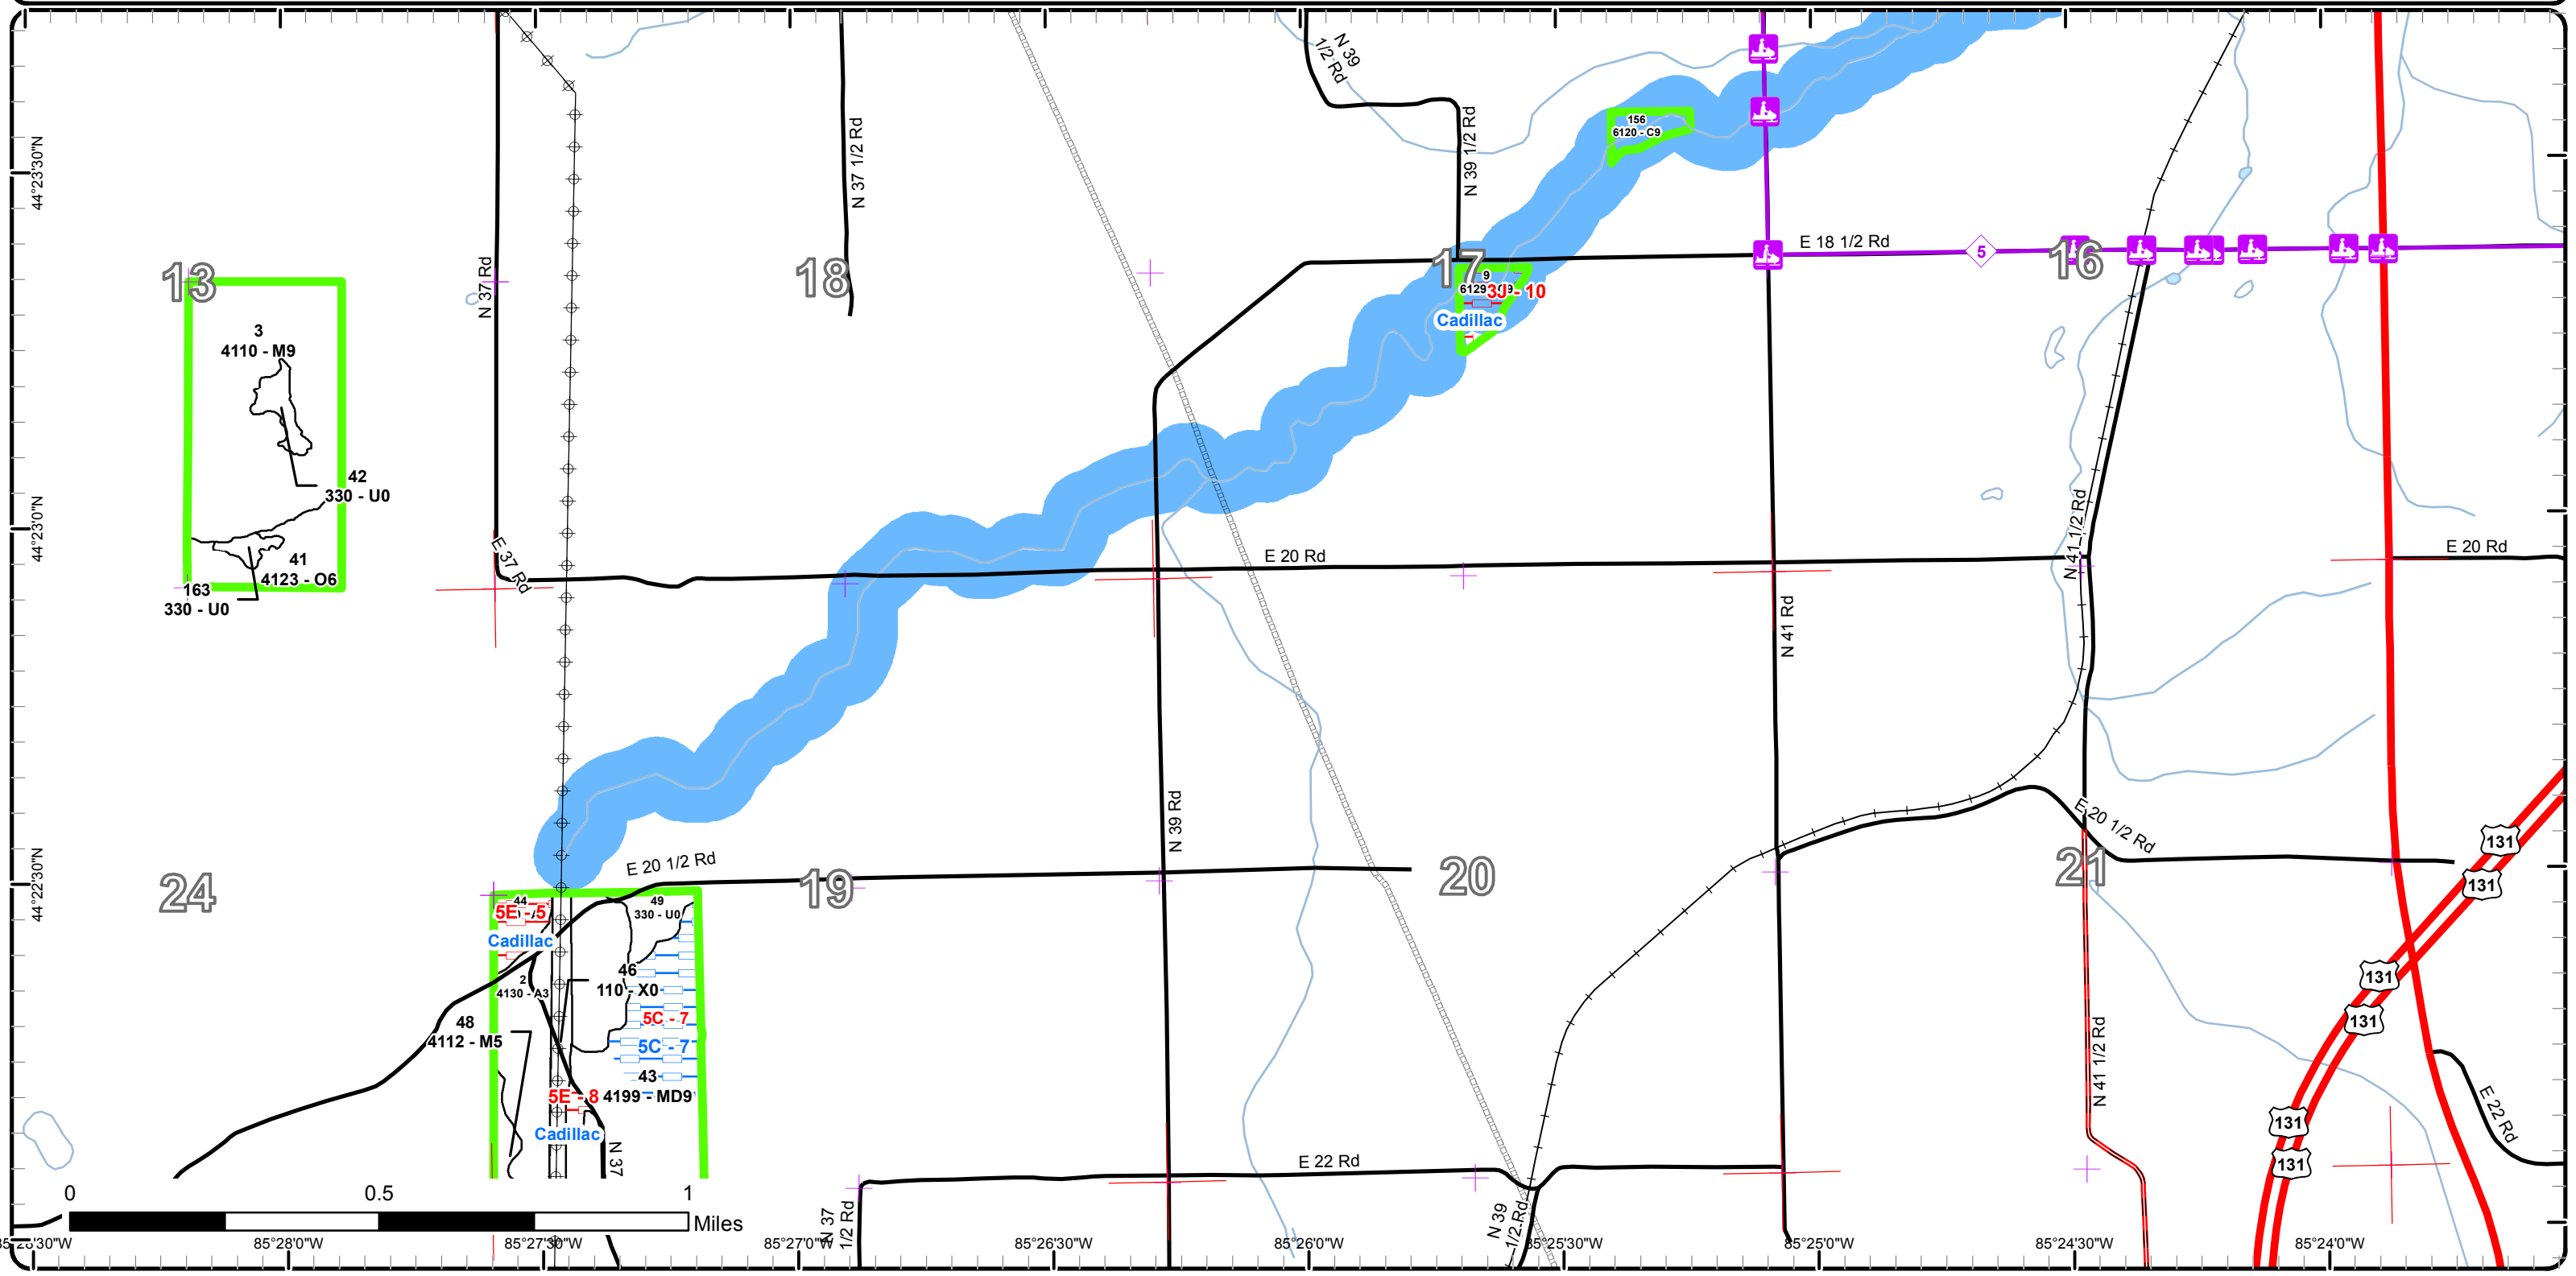 N 39
1/2 Rd
N 37 1/2 Rd
N 39 1/2 Rd
156
6120 - C9
44°23'30"N
E 18 1/2 Rd
5
13
18
17
16
N 37 Rd
9
3J - 10
Cadillac
3
4110 - M9
42
330 - U0
44°23'0"N
N 41 1/2 Rd
E 37 Rd
E 20 Rd
E 20 Rd
41
4123 - O6
163
330 - U0
N 41 Rd
N 39 Rd
E 20 1/2 Rd
131
131
44°22'30"N
E 20 1/2 Rd
24
19
20
21
44
5E - 5
49
330 - U0
Cadillac
46
110 - X0
2
4130 - A3
131
131
5C - 7
48
4112 - M5
5C - 7
43
5E - 8
4199 - MD9
N 41 1/2 Rd
E 22 Rd
Cadillac
N 37
131
131
E 22 Rd
0
0.5
1
Miles
N 37
1/2 Rd
N 39
1/2 Rd
85°28'0"W
85°27'30"W
85°27'0"W
85°26'30"W
85°26'0"W
85°25'30"W
85°25'0"W
85°24'30"W
85°24'0"W